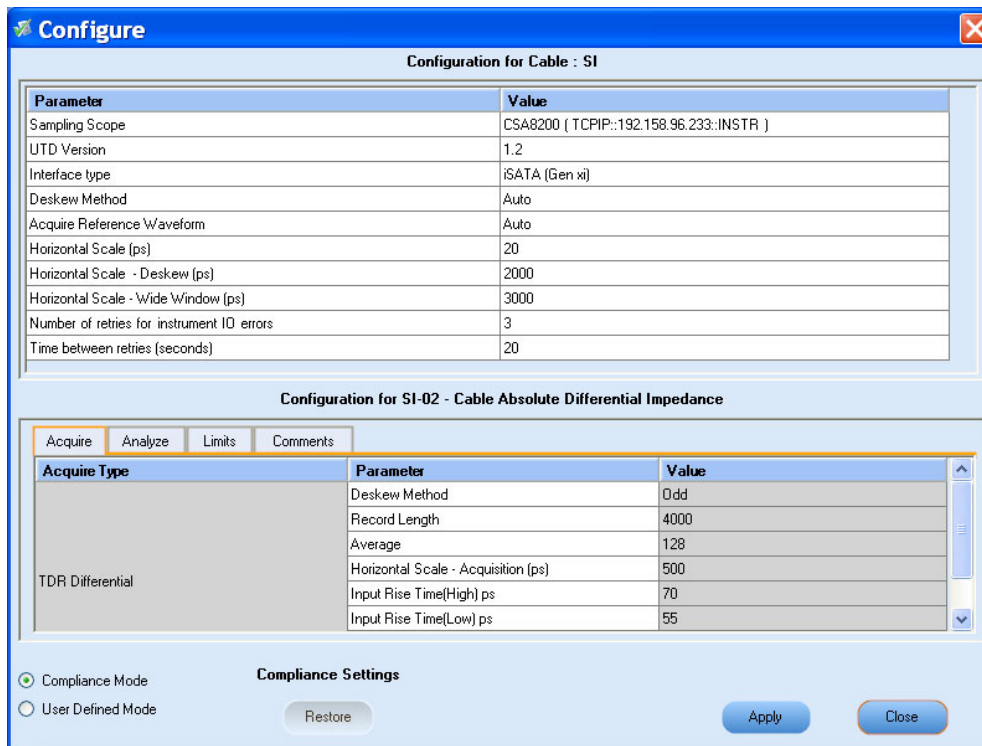 Configure
Configuration for Cable : SI
Parameter Value
Sampling Scope CSA8200 ( TCPIP::192.158.96.233::INSTR )
UTD Version 1.2
Interface type iSATA (Gen xi)
Deskew Method Auto
Acquire Reference Waveform Auto
Horizontal Scale (ps) 20
Horizontal Scale - Deskew (ps) 2000
Horizontal Scale - Wide Window (ps) 3000
Number of retries for instrument IO errors 3
Time between retries (seconds) 20
Configuration for SI-02 - Cable Absolute Differential Impedance
Acquire Analyze Limits Comments
Acquire Type Parameter Value
TDR Differential
Deskew Method Odd
Record Length 4000
Average 128
Horizontal Scale - Acquisition (ps) 500
Input Rise Time(High) ps 70
Input Rise Time(Low) ps 55
Compliance Mode
User Defined Mode
Compliance Settings
Restore
Apply
Close